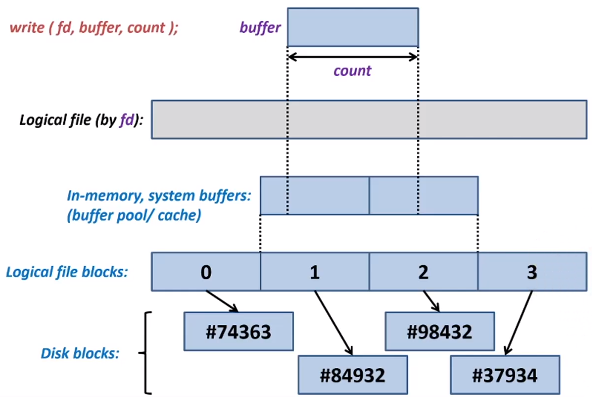 write ( fd, buffer, count );
buffer
count
Logical file (by fd):
In-memory, system buffers:
(buffer pool/ cache)
Logical file blocks:
0
1
2
3
Disk blocks:
#74363
#98432
#84932
#37934